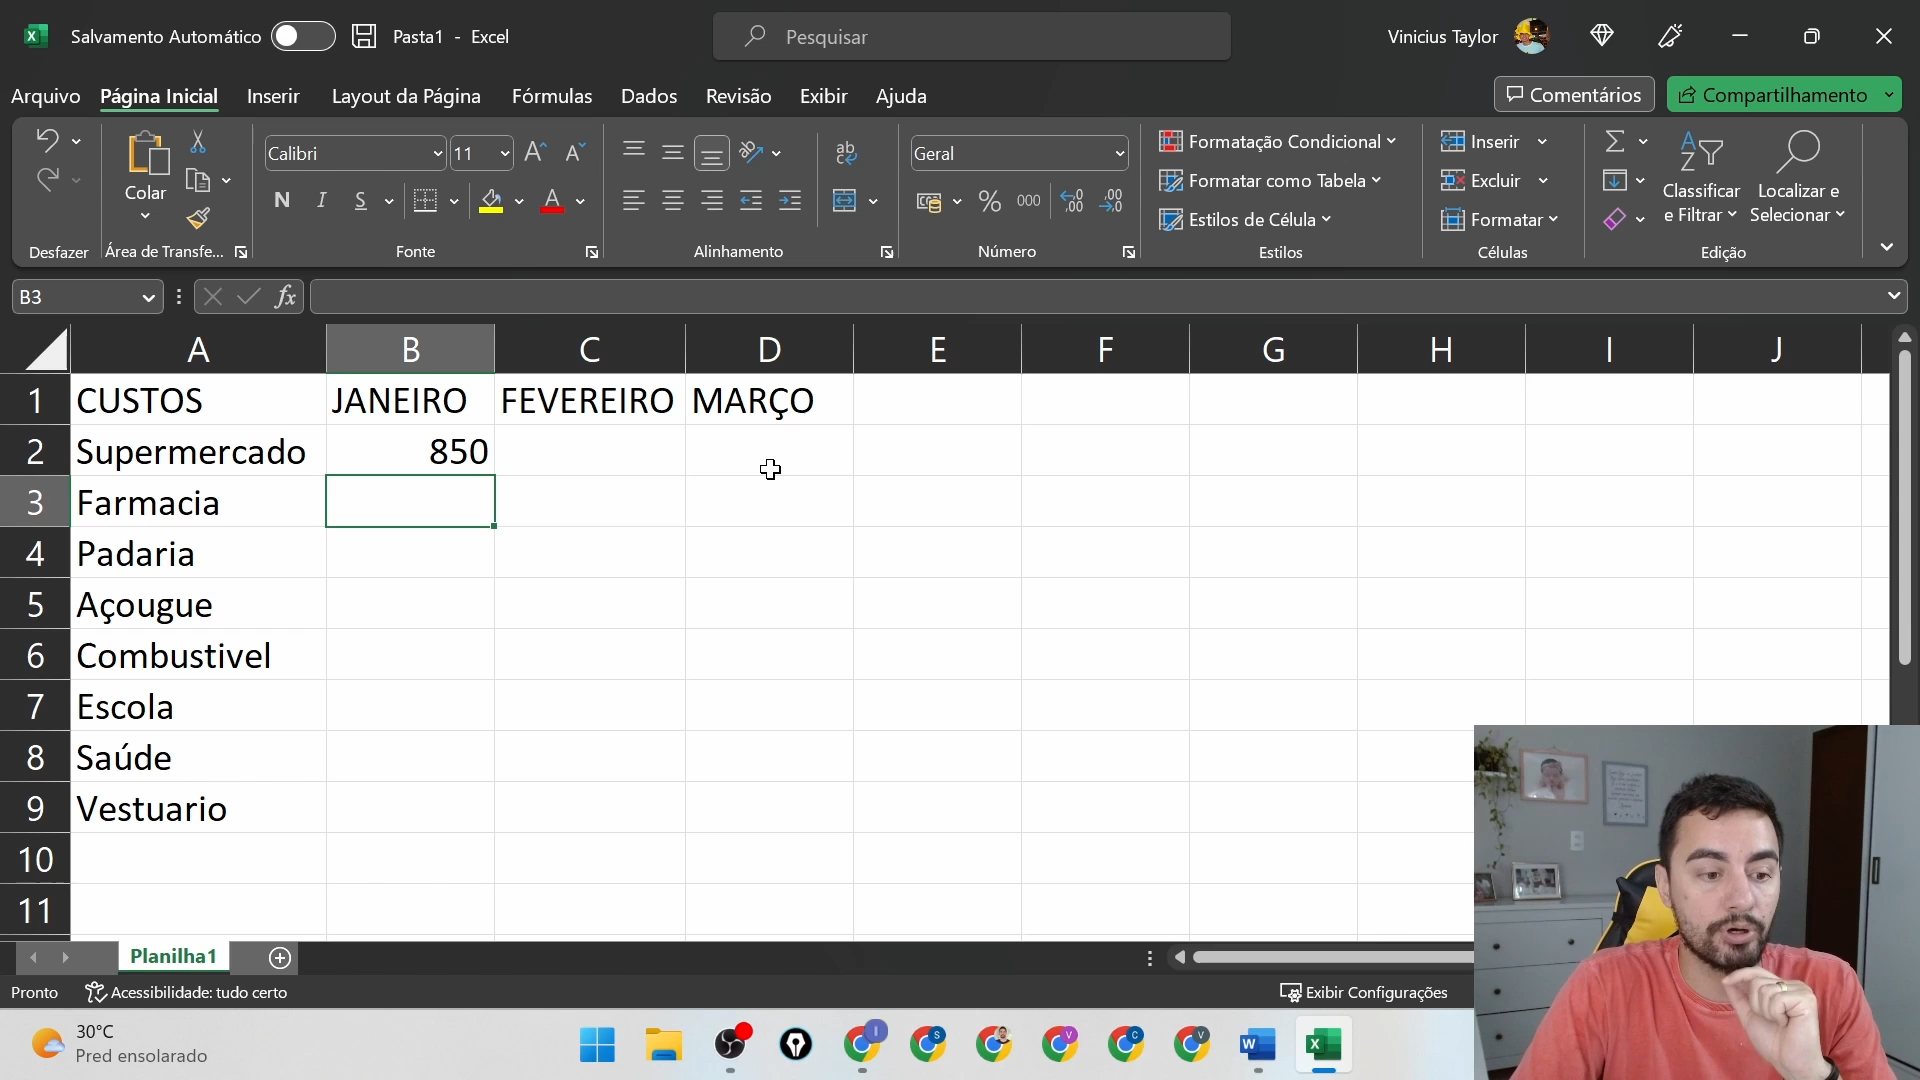 Salvamento Automático Pasta1 - Excel Pesquisar Vinicius Taylor
Arquivo Página Inicial Inserir Layout da Página Fórmulas Dados Revisão Exibir Ajuda Comentários Compartilhamento
Calibri 11 ab Geral Formatação Condicional Inserir
Colar N I S A % 000 Formatar como Tabela Excluir Classificar e Filtrar Localizar e Selecionar
Estilos de Célula Formatar
Desfazer Área de Transfe... Fonte Alinhamento Número Estilos Células Edição
B3 fx
A B C D E F G H I J
1 CUSTOS JANEIRO FEVEREIRO MARÇO
2 Supermercado 850
3 Farmacia
4 Padaria
5 Açougue
6 Combustivel
7 Escola
8 Saúde
9 Vestuario
10
11
Planilha1
Pronto Acessibilidade: tudo certo Exibir Configurações
30°C
Pred ensolarado